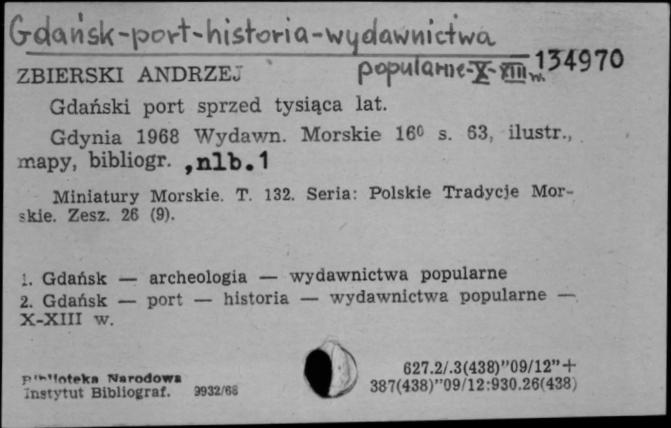 Gdańsk-port-historia-wydawnictwa
popularne-X-XIII w.
134970
ZBIERSKI ANDRZEJ
Gdański port sprzed tysiąca lat.
Gdynia 1968 Wydawn. Morskie 16⁰ s. 63, ilustr.,
mapy, bibliogr. ,nlb.1
Miniatury Morskie. T. 132. Seria: Polskie Tradycje Mor-
skie. Zesz. 26 (9).
1. Gdańsk — archeologia — wydawnictwa popularne
2. Gdańsk — port — historia — wydawnictwa popularne —
X-XIII w.
627.2/.3(438)”09/12”+
Biblioteka Narodowa
387(438)”09/12:930.26(438)
Instytut Bibliograf. 9932/68